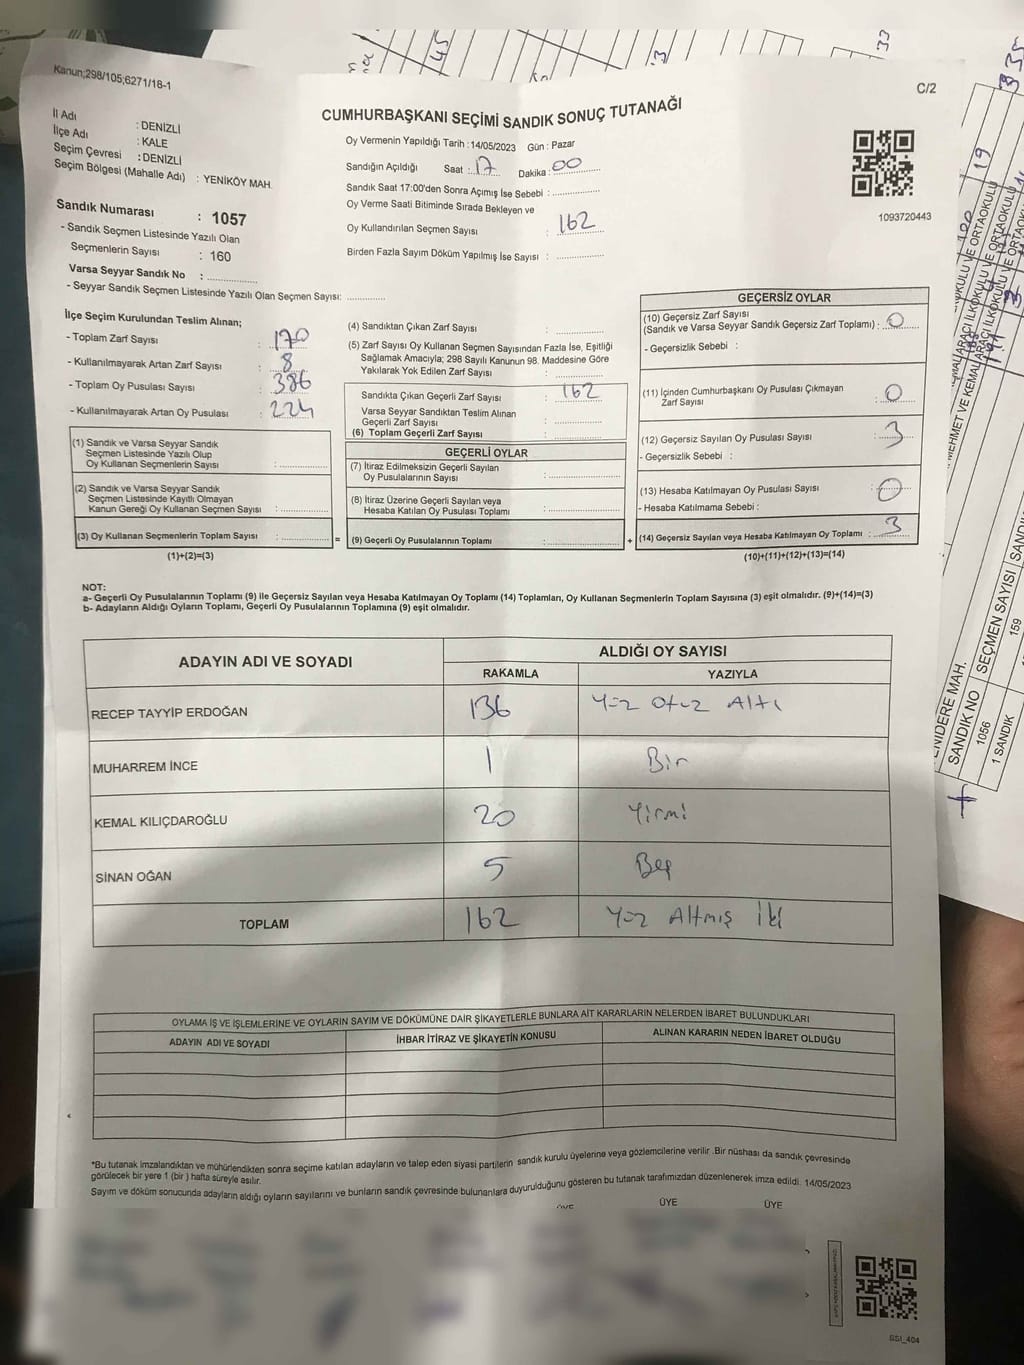 Kanun;298/105;6271/18-1
C/2
CUMHURBAŞKANI SEÇİMİ SANDIK SONUÇ TUTANAĞI
İl Adı : DENİZLİ
İlçe Adı : KALE
Seçim Çevresi : DENİZLİ
Seçim Bölgesi (Mahalle Adı) : YENİKÖY MAH.
Sandık Numarası : 1057
- Sandık Seçmen Listesinde Yazılı Olan
Seçmenlerin Sayısı : 160
Varsa Seyyar Sandık No :
- Seyyar Sandık Seçmen Listesinde Yazılı Olan Seçmen Sayısı:
Oy Vermenin Yapıldığı Tarih : 14/05/2023 Gün : Pazar
Sandığın Açıldığı Saat : 17 Dakika : 00
Sandık Saat 17:00'den Sonra Açımış İse Sebebi :
Oy Verme Saati Bitiminde Sırada Bekleyen ve
Oy Kullandırılan Seçmen Sayısı : 162
Birden Fazla Sayım Döküm Yapılmış İse Sayısı :
1093720443
İlçe Seçim Kurulundan Teslim Alınan;
- Toplam Zarf Sayısı : 170
- Kullanılmayarak Artan Zarf Sayısı : 8
- Toplam Oy Pusulası Sayısı : 386
- Kullanılmayarak Artan Oy Pusulası : 224
(1) Sandık ve Varsa Seyyar Sandık
Seçmen Listesinde Yazılı Olup
Oy Kullanan Seçmenlerin Sayısı :
(2) Sandık ve Varsa Seyyar Sandık
Seçmen Listesinde Kayıtlı Olmayan
Kanun Gereği Oy Kullanan Seçmen Sayısı :
(3) Oy Kullanan Seçmenlerin Toplam Sayısı :
(1)+(2)=(3)
(4) Sandıktan Çıkan Zarf Sayısı :
(5) Zarf Sayısı Oy Kullanan Seçmen Sayısından Fazla İse, Eşitliği
Sağlamak Amacıyla; 298 Sayılı Kanunun 98. Maddesine Göre
Yakılarak Yok Edilen Zarf Sayısı :
Sandıkta Çıkan Geçerli Zarf Sayısı : 162
Varsa Seyyar Sandıktan Teslim Alınan
Geçerli Zarf Sayısı :
(6) Toplam Geçerli Zarf Sayısı :
GEÇERLİ OYLAR
(7) İtiraz Edilmeksizin Geçerli Sayılan
Oy Pusulalarının Sayısı :
(8) İtiraz Üzerine Geçerli Sayılan veya
Hesaba Katılan Oy Pusulası Toplamı :
= (9) Geçerli Oy Pusulalarının Toplamı : +
GEÇERSİZ OYLAR
(10) Geçersiz Zarf Sayısı
(Sandık ve Varsa Seyyar Sandık Geçersiz Zarf Toplamı) : 0
- Geçersizlik Sebebi :
(11) İçinden Cumhurbaşkanı Oy Pusulası Çıkmayan
Zarf Sayısı : 0
(12) Geçersiz Sayılan Oy Pusulası Sayısı : 3
- Geçersizlik Sebebi :
(13) Hesaba Katılmayan Oy Pusulası Sayısı : 0
- Hesaba Katılmama Sebebi :
(14) Geçersiz Sayılan veya Hesaba Katılmayan Oy Toplamı : 3
(10)+(11)+(12)+(13)=(14)
NOT:
a- Geçerli Oy Pusulalarının Toplamı (9) ile Geçersiz Sayılan veya Hesaba Katılmayan Oy Toplamı (14) Toplamları, Oy Kullanan Seçmenlerin Toplam Sayısına (3) eşit olmalıdır. (9)+(14)=(3)
b- Adayların Aldığı Oyların Toplamı, Geçerli Oy Pusulalarının Toplamına (9) eşit olmalıdır.
ADAYIN ADI VE SOYADI
ALDIĞI OY SAYISI
RAKAMLA YAZIYLA
RECEP TAYYİP ERDOĞAN 136 Yüz Otuz Altı
MUHARREM İNCE 1 Bir
KEMAL KILIÇDAROĞLU 20 Yirmi
SİNAN OĞAN 5 Beş
TOPLAM 162 Yüz Altmış İki
OYLAMA İŞ VE İŞLEMLERİNE VE OYLARIN SAYIM VE DÖKÜMÜNE DAİR ŞİKAYETLERLE BUNLARA AİT KARARLARIN NELERDEN İBARET BULUNDUKLARI
ADAYIN ADI VE SOYADI İHBAR İTİRAZ VE ŞİKAYETİN KONUSU ALINAN KARARIN NEDEN İBARET OLDUĞU
*Bu tutanak imzalandıktan ve mühürlendikten sonra seçime katılan adayların ve talep eden siyasi partilerin sandık kurulu üyelerine veya gözlemcilerine verilir. Bir nüshası da sandık çevresinde
görülecek bir yere 1 (bir) hafta süreyle asılır.
Sayım ve döküm sonucunda adayların aldığı oyların sayılarını ve bunların sandık çevresinde bulunanlara duyurulduğunu gösteren bu tutanak tarafımızdan düzenlenerek imza edildi. 14/05/2023
ÜYE ÜYE
SSI_404
SANDIK NO SEÇMEN SAYISI
1056 159
1 SANDIK